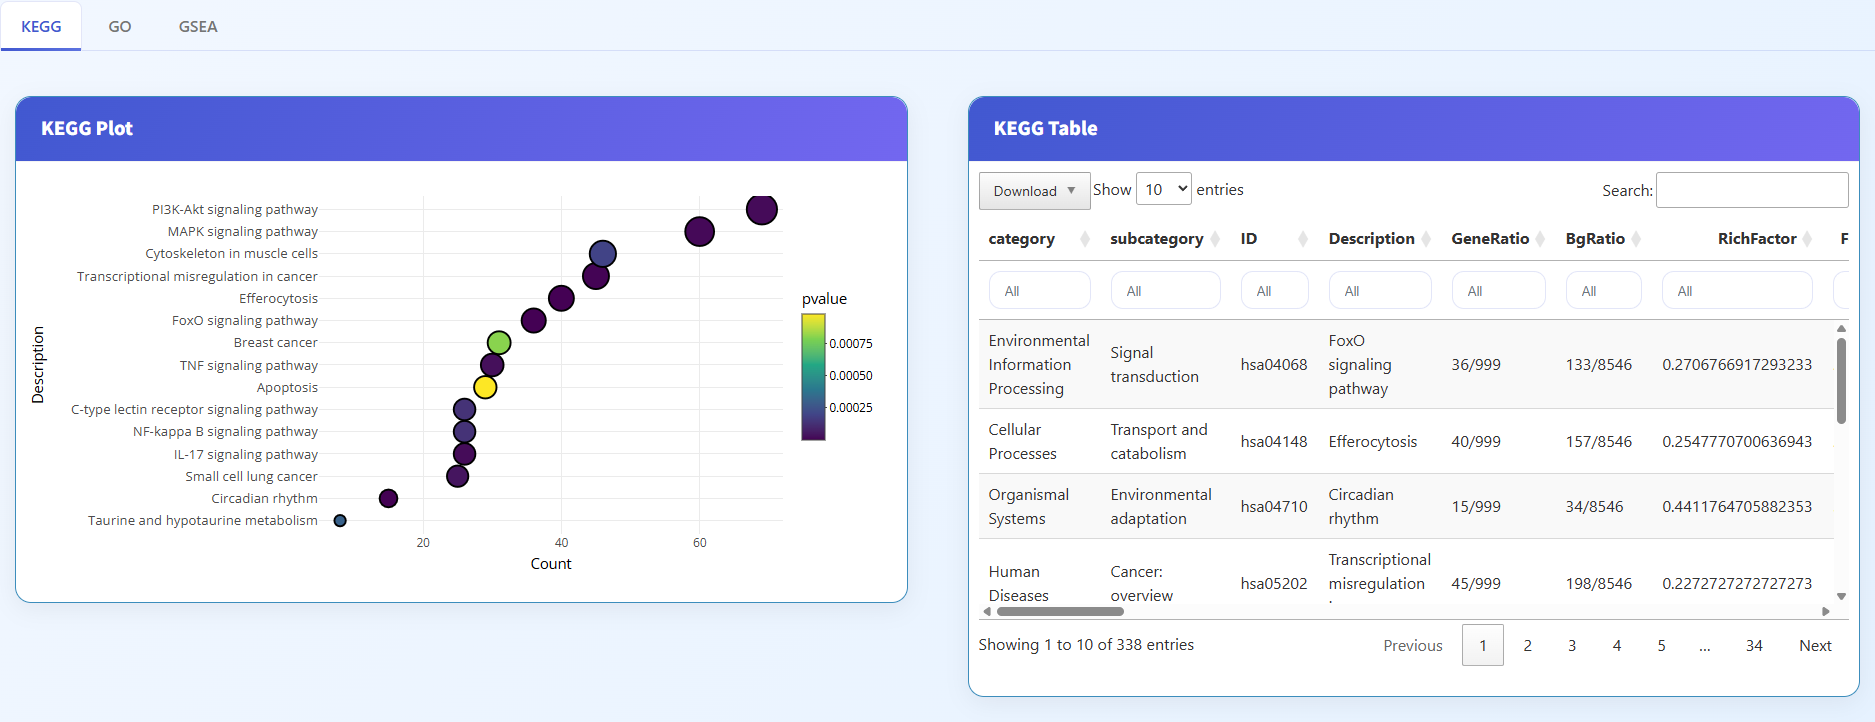 KEGG GO GSEA
KEGG Plot
PI3K-Akt signaling pathway
MAPK signaling pathway
Cytoskeleton in muscle cells
Transcriptional misregulation in cancer
Efferocytosis
FoxO signaling pathway
Breast cancer
TNF signaling pathway
Apoptosis
C-type lectin receptor signaling pathway
NF-kappa B signaling pathway
IL-17 signaling pathway
Small cell lung cancer
Circadian rhythm
Taurine and hypotaurine metabolism
Description
20 40 60
Count
pvalue
0.00075
0.00050
0.00025
KEGG Table
Download Show 10 entries Search:
category subcategory ID Description GeneRatio BgRatio RichFactor F
All All All All All All All
Environmental
Information
Processing
Signal
transduction
hsa04068
FoxO
signaling
pathway
36/999
133/8546
0.2706766917293233
Cellular
Processes
Transport and
catabolism
hsa04148
Efferocytosis
40/999
157/8546
0.2547770700636943
Organismal
Systems
Environmental
adaptation
hsa04710
Circadian
rhythm
15/999
34/8546
0.4411764705882353
Human
Diseases
Cancer:
overview
hsa05202
Transcriptional
misregulation
45/999
198/8546
0.2272727272727273
Showing 1 to 10 of 338 entries
Previous 1 2 3 4 5 ... 34 Next